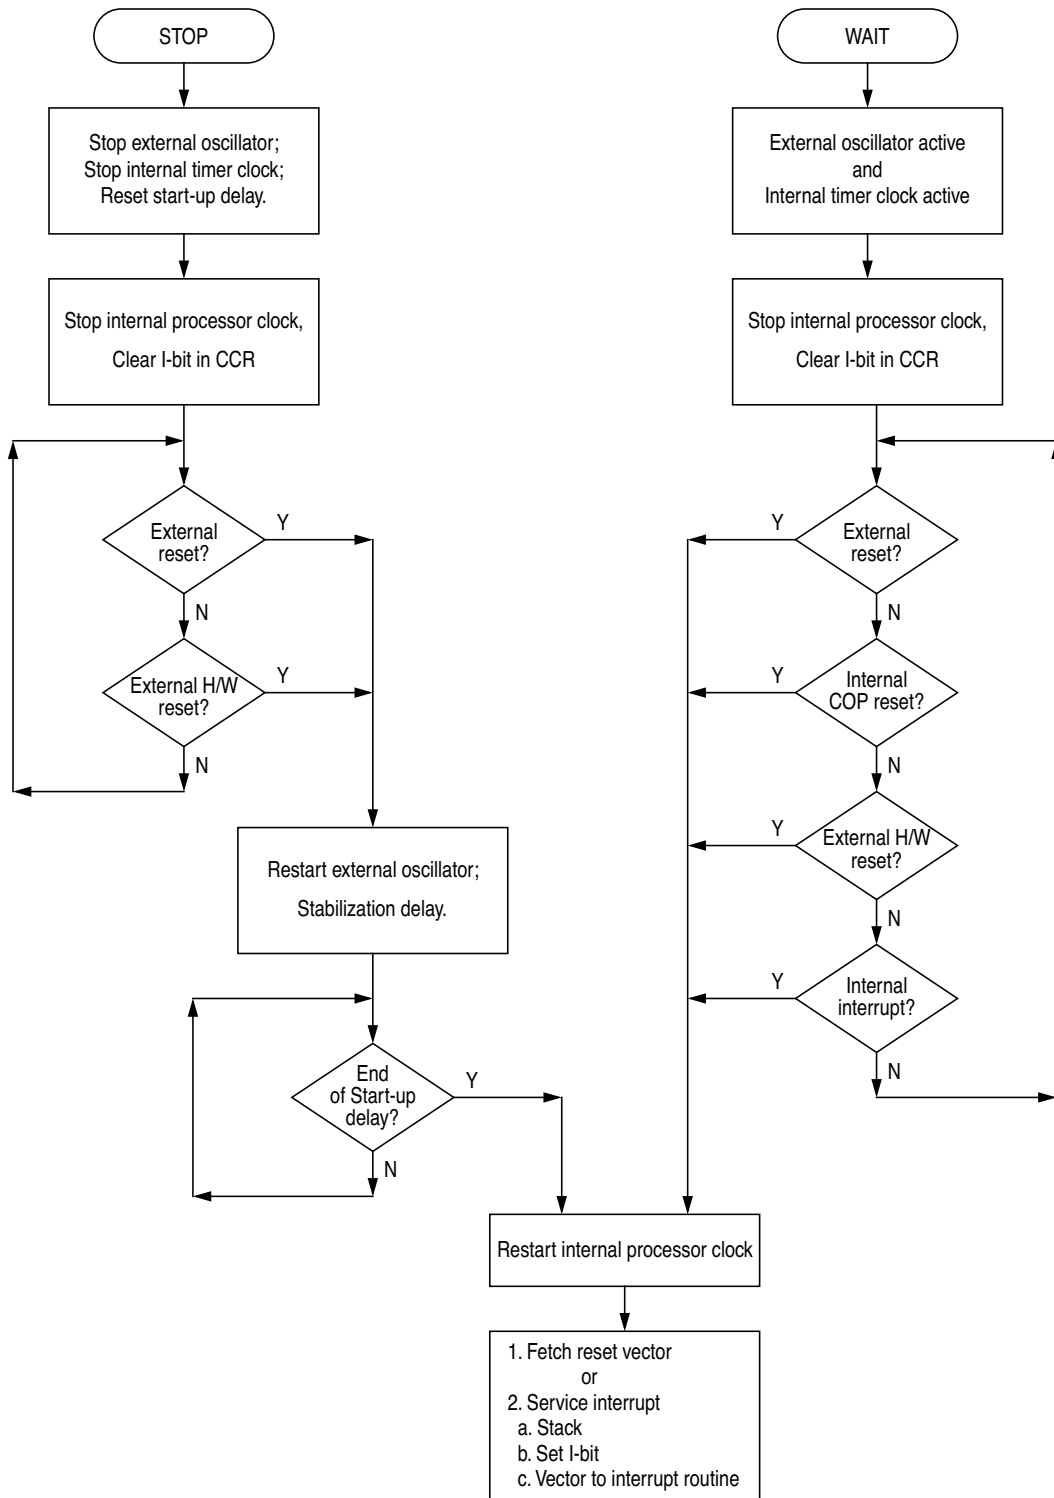 STOP
Stop external oscillator;
Stop internal timer clock;
Reset start-up delay.
Stop internal processor clock,
Clear I-bit in CCR
External
reset?
Y
N
External H/W
reset?
Y
N
Restart external oscillator;
Stabilization delay.
End
of Start-up
delay?
Y
N
WAIT
External oscillator active
and
Internal timer clock active
Stop internal processor clock,
Clear I-bit in CCR
External
reset?
Y
N
Internal
COP reset?
Y
N
External H/W
reset?
Y
N
Internal
interrupt?
Y
N
Restart internal processor clock
1. Fetch reset vector
or
2. Service interrupt
a. Stack
b. Set I-bit
c. Vector to interrupt routine